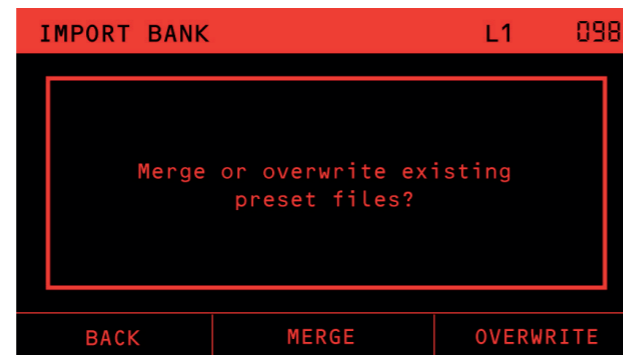 IMPORT BANK L1 098
Merge or overwrite existing
preset files?
BACK MERGE OVERWRITE